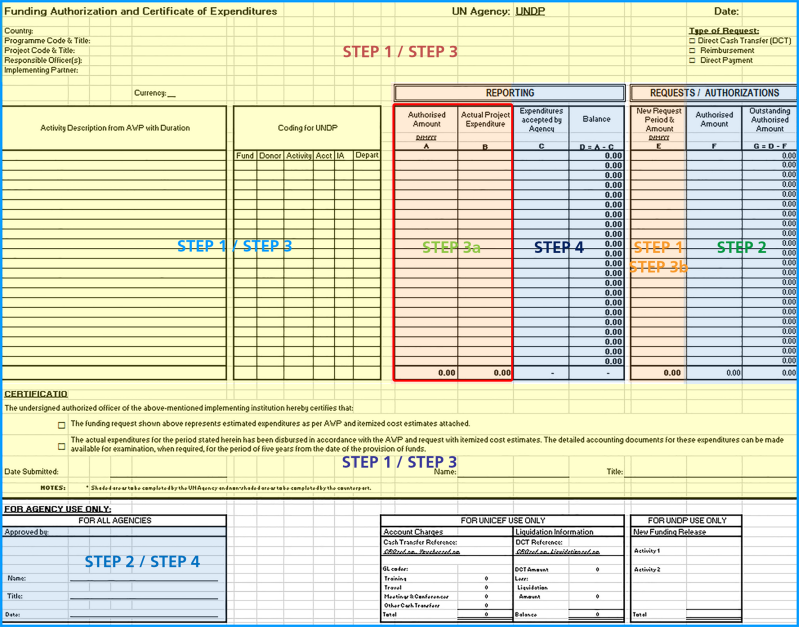 Funding Authorization and Certificate of Expenditures UN Agency: UNDP Date:
Country:
Programme Code & Title:
Project Code & Title:
Responsible Officer(s):
Implementing Partner:
STEP 1 / STEP 3
Type of Request:
□ Direct Cash Transfer (DCT)
□ Reimbursement
□ Direct Payment
Currency: __
REPORTING
REQUESTS / AUTHORIZATIONS
Activity Description from AWP with Duration
Coding for UNDP
Fund Donor Activity Acct IA Depart
Authorised Amount
A
Actual Project Expenditure
B
Expenditures accepted by Agency
C
Balance
D = A - C
New Request Period & Amount
E
Authorised Amount
F
Outstanding Authorised Amount
G = D - F
0.00 0.00
0.00 0.00
0.00 0.00
0.00 0.00
0.00 0.00
0.00 0.00
0.00 0.00
0.00 0.00
0.00 0.00
STEP 1 / STEP 3 STEP 3a STEP 4 STEP 1 STEP 2
STEP 3b
0.00 0.00
0.00 0.00
0.00 0.00
0.00 0.00
0.00 0.00
0.00 0.00
0.00 0.00
0.00 0.00
0.00 0.00
0.00 0.00
0.00 0.00
0.00 0.00
0.00 0.00
0.00 0.00 - - 0.00 0.00 0.00
CERTIFICATIO
The undersigned authorized officer of the above-mentioned implementing institution hereby certifies that:
□ The funding request shown above represents estimated expenditures as per AWP and itemized cost estimates attached.
□ The actual expenditures for the period stated herein has been disbursed in accordance with the AWP and request with itemized cost estimates. The detailed accounting documents for these expenditures can be made
available for examination, when required, for the period of five years from the date of the provision of funds.
STEP 1 / STEP 3
Date Submitted: Name: Title:
NOTES: * Shaded areas to be completed by the UN Agency and non-shaded areas to be completed by the counterpart.
FOR AGENCY USE ONLY:
FOR ALL AGENCIES
Approved by:
STEP 2 / STEP 4
Name:
Title:
Date:
FOR UNICEF USE ONLY
Account Charges Liquidation Information
Cash Transfer Reference: DCT Reference:
GL codes: DCT Amount 0
Training 0 Less:
Travel 0 Liquidation
Meetings & Conferences 0 Amount 0
Other Cash Transfers 0
Total 0 Balance 0
FOR UNDP USE ONLY
New Funding Release
Activity 1
Activity 2
Total